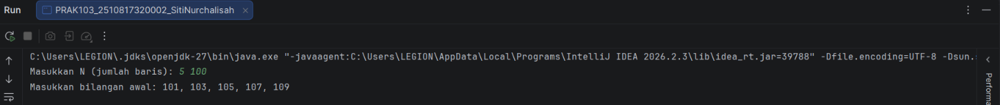 Run PRAK103_2510817320002_SitiNurchalisah
C:\Users\LEGION\.jdks\openjdk-27\bin\java.exe "-javaagent:C:\Users\LEGION\AppData\Local\Programs\IntelliJ IDEA 2026.2.3\lib\idea_rt.jar=39788" -Dfile.encoding=UTF-8 -Dsun.
Masukkan N (jumlah baris): 5 100
Masukkan bilangan awal: 101, 103, 105, 107, 109
Performa